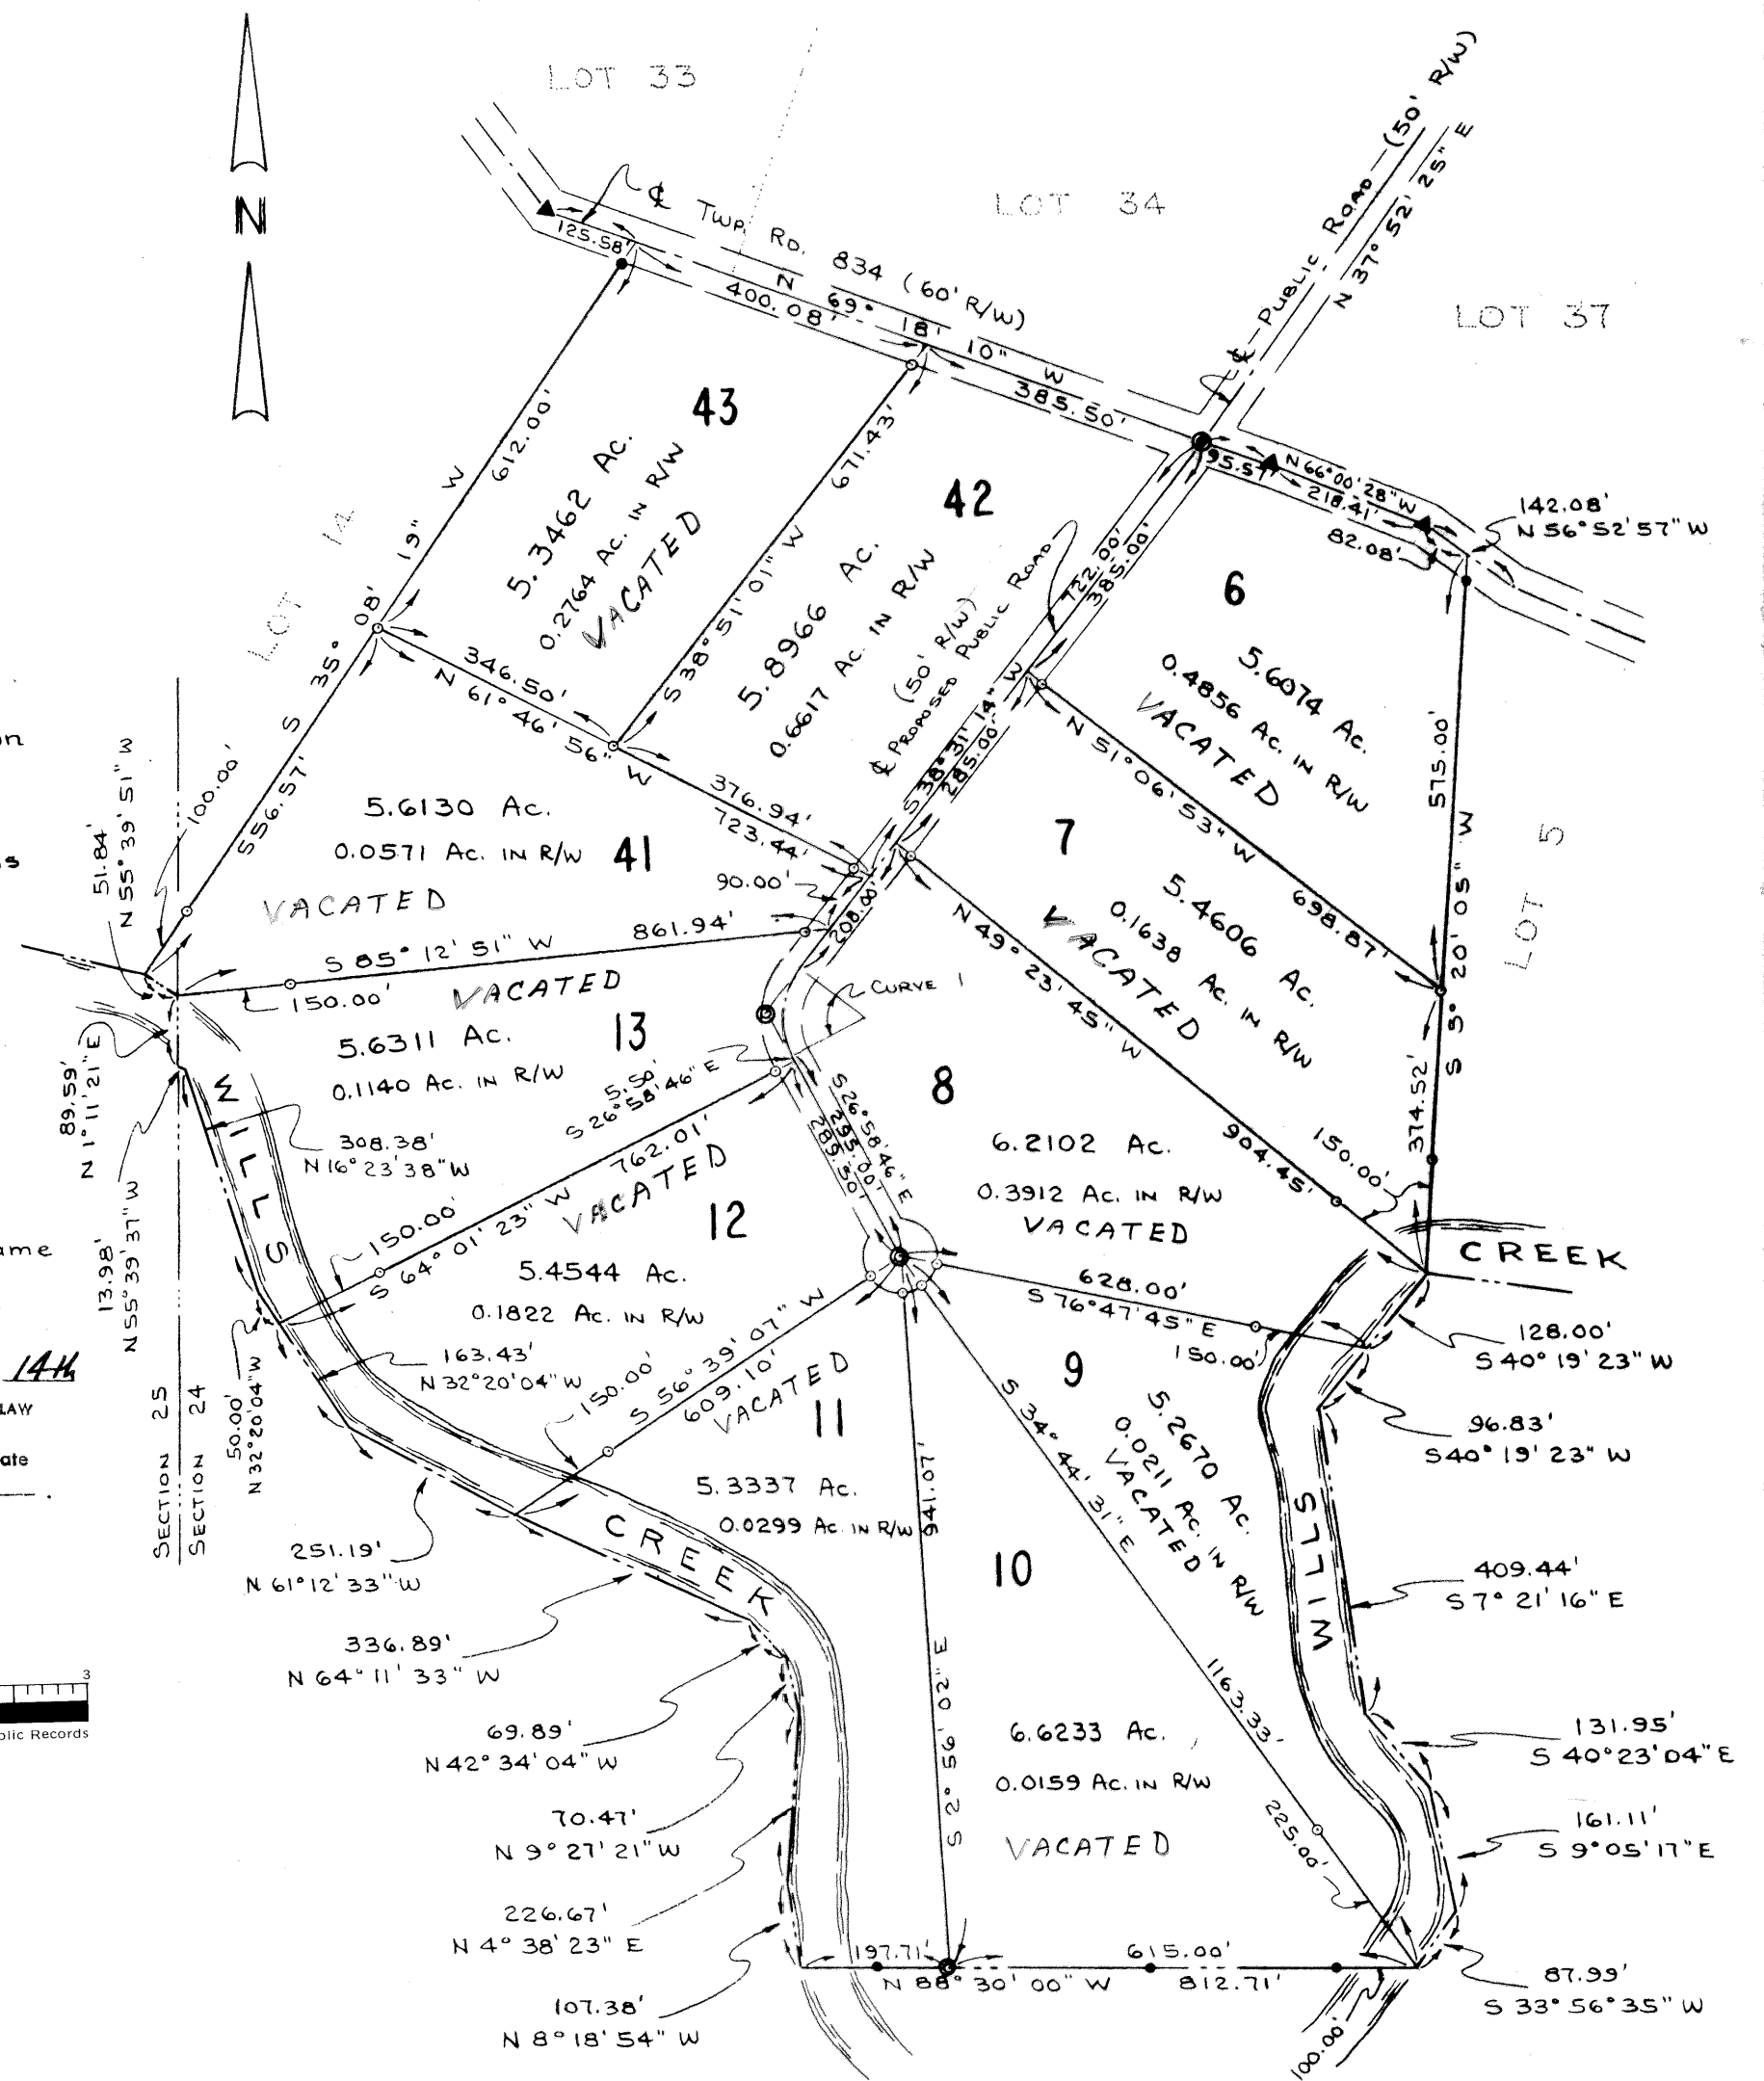 LOT 33
LOT 34
LOT 37
LOT 14
LOT 5
N
℄ PUBLIC ROAD (50' R/W)
N 37° 52' 25" E
℄ TWP. RD. 834 (60' R/W)
125.58'
N 69° 18' 10" W
400.08'
385.50'
95.57'
N 66° 00' 28" W
218.41'
82.08'
142.08'
N 56° 52' 57" W
43
5.3462 AC.
0.2764 AC. IN R/W
VACATED
612.00'
S 35° 08' 19" W
671.43'
S 38° 51' 01" W
42
5.8966 AC.
0.6617 AC. IN R/W
(50' R/W)
℄ PROPOSED PUBLIC ROAD
722.00'
385.00'
S 38° 31' 14" W
285.00'
6
5.6074 AC.
0.4856 AC. IN R/W
VACATED
575.00'
S 5° 20' 05" W
N 51° 06' 53" W
698.87'
346.50'
N 61° 46' 56" W
376.94'
723.44'
100.00'
556.57'
51.84'
N 55° 39' 51" W
5.6130 AC.
0.0571 AC. IN R/W
41
VACATED
90.00'
208.00'
861.94'
S 85° 12' 51" W
150.00'
VACATED
CURVE 1
7
5.4606 AC.
0.1638 AC. IN R/W
VACATED
N 49° 23' 45" W
904.45'
150.00'
374.52'
5.6311 AC.
0.1140 AC. IN R/W
13
5.50'
S 26° 58' 46" E
89.59'
N 1° 11' 21" E
13.98'
N 55° 39' 37" W
308.38'
N 16° 23' 38" W
WILLS
762.01'
150.00'
S 64° 01' 23" W
VACATED
S 26° 58' 46" E
295.00'
289.50'
8
6.2102 AC.
0.3912 AC. IN R/W
VACATED
CREEK
12
5.4544 AC.
0.1822 AC. IN R/W
628.00'
S 76° 47' 45" E
150.00'
128.00'
S 40° 19' 23" W
96.83'
S 40° 19' 23" W
163.43'
N 32° 20' 04" W
50.00'
N 32° 20' 04" W
SECTION 25
SECTION 24
150.00'
S 56° 39' 07" W
609.10'
VACATED
11
5.3337 AC.
0.0299 AC. IN R/W
9
5.2670 AC.
0.0211 AC. IN R/W
VACATED
S 34° 44' 31" E
1163.33'
225.00'
941.07'
S 2° 56' 02" E
CREEK
WILLS
10
6.6233 AC.
0.0159 AC. IN R/W
VACATED
251.19'
N 61° 12' 33" W
336.89'
N 64° 11' 33" W
69.89'
N 42° 34' 04" W
70.47'
N 9° 27' 21" W
226.67'
N 4° 38' 23" E
107.38'
N 8° 18' 54" W
409.44'
S 7° 21' 16" E
131.95'
S 40° 23' 04" E
161.11'
S 9° 05' 17" E
87.99'
S 33° 56° 35" W
197.71'
615.00'
N 88° 30' 00" W
812.71'
100.00'
14th
LAW
3